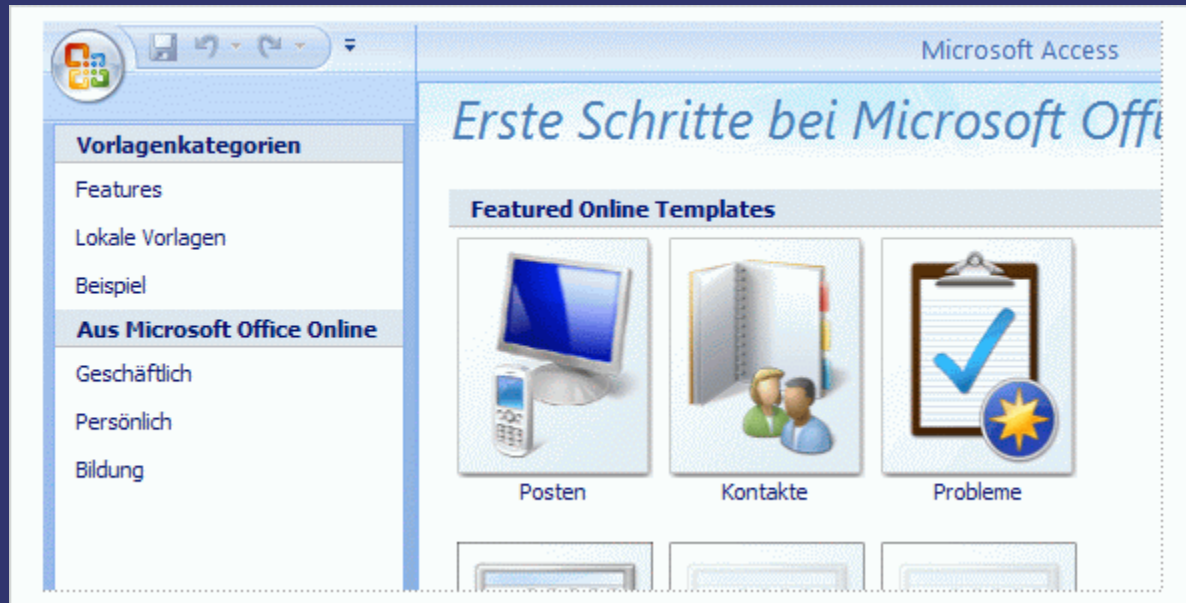 Microsoft Access
Erste Schritte bei Microsoft Offi
Vorlagenkategorien
Features
Lokale Vorlagen
Beispiel
Aus Microsoft Office Online
Geschäftlich
Persönlich
Bildung
Featured Online Templates
Posten
Kontakte
Probleme